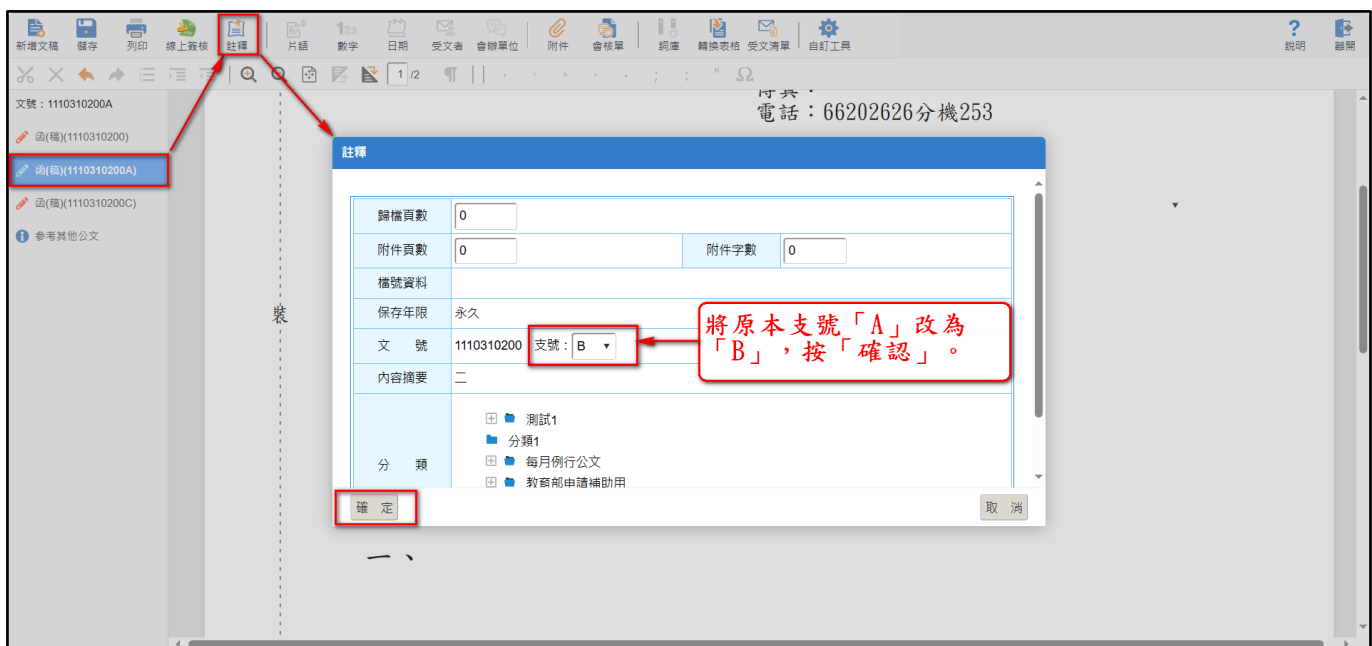 新增文稿 儲存 列印 線上簽核 註釋 片語 123 數字 日期 受文者 會辦單位 附件 會核單 詞庫 轉換表格 受文清單 自訂工具 ? 說明 離開
1 /2 ¶ ; : " Ω
文號：1110310200A
函(稿)(1110310200)
函(稿)(1110310200A)
函(稿)(1110310200C)
參考其他公文
傳真：
電話：66202626分機253
裝
註釋
歸檔頁數 0
附件頁數 0 附件字數 0
檔號資料
保存年限 永久
文 號 1110310200 支號：B
內容摘要 二
分 類
測試1
分類1
每月例行公文
教育部申請補助用
將原本支號「A」改為
「B」，按「確認」。
確 定 取 消
一、